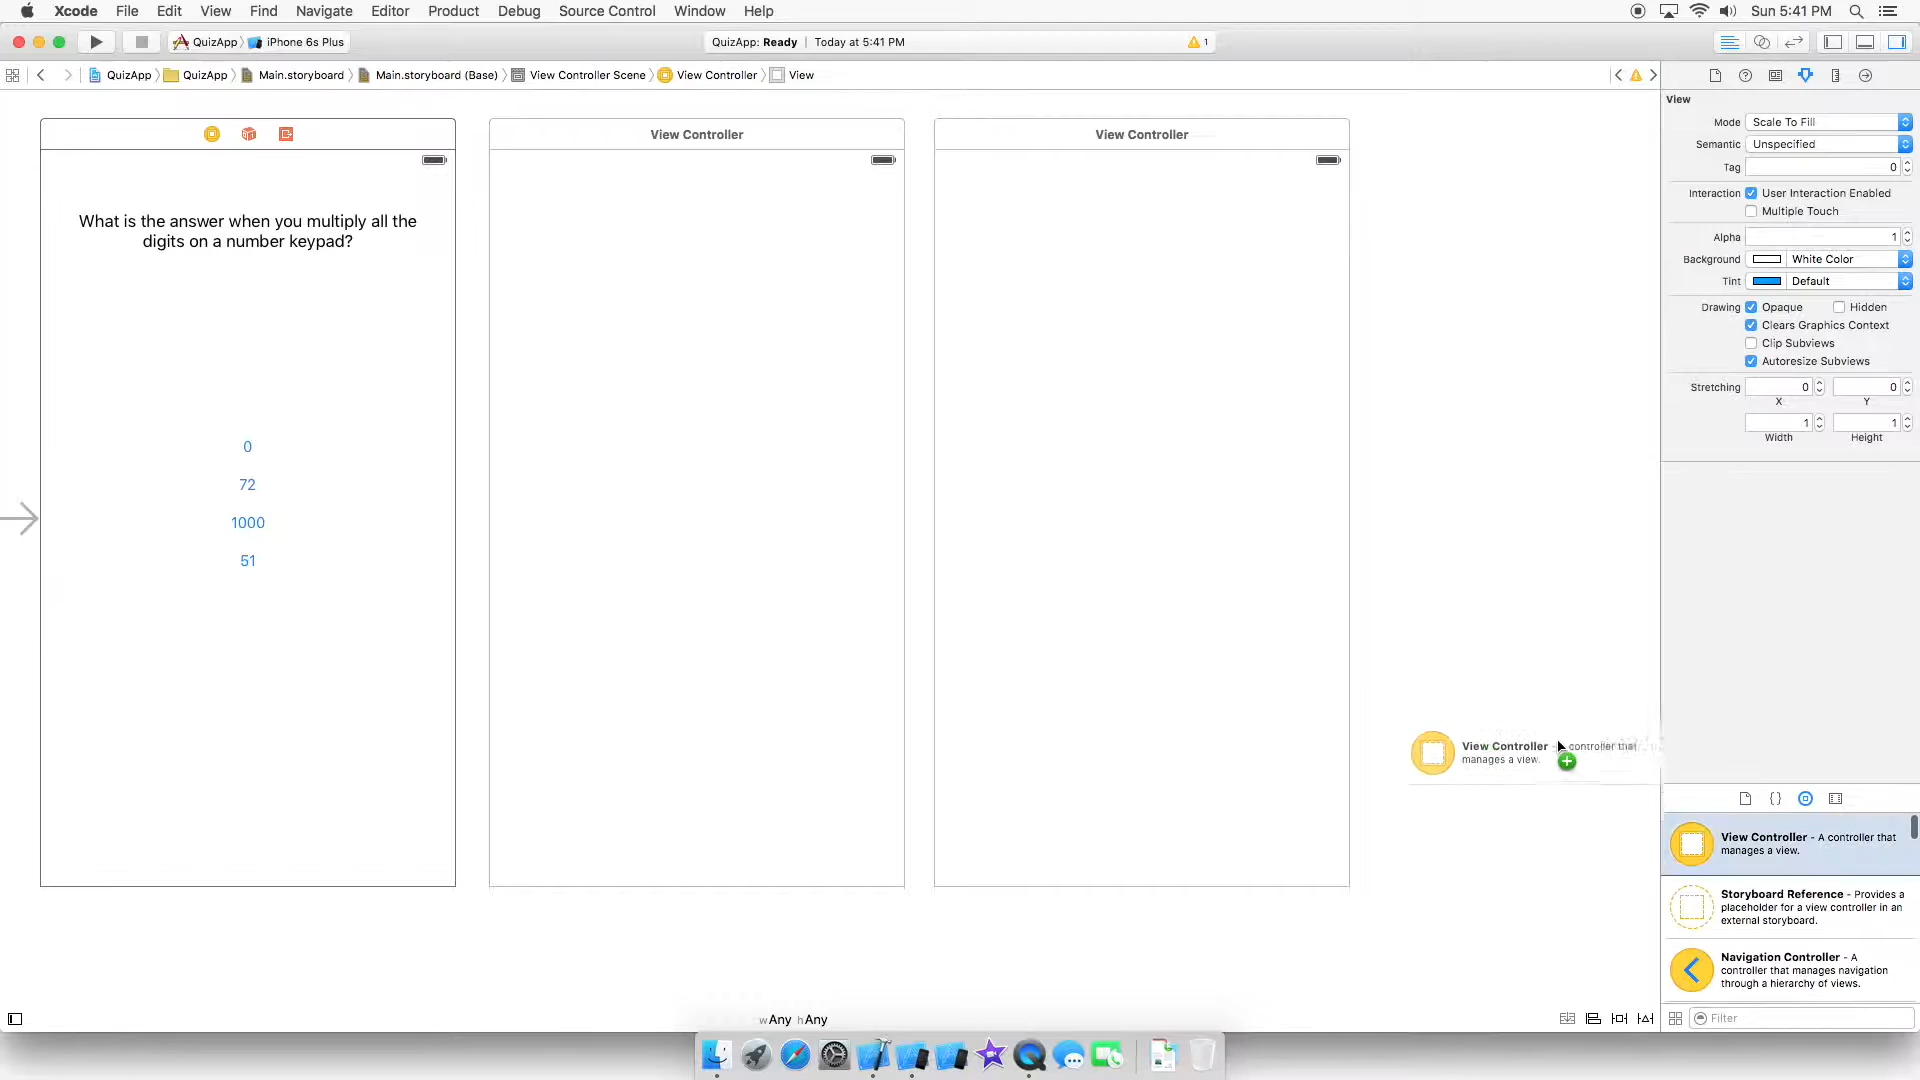 Xcode File Edit View Find Navigate Editor Product Debug Source Control Window Help Sun 5:41 PM
QuizApp iPhone 6s Plus QuizApp: Ready Today at 5:41 PM 1
QuizApp QuizApp Main.storyboard Main.storyboard (Base) View Controller Scene View Controller View
What is the answer when you multiply all the
digits on a number keypad?
0
72
1000
51
View Controller
View Controller
View Controller - A controller that
manages a view.
wAny hAny
View
Mode Scale To Fill
Semantic Unspecified
Tag 0
Interaction User Interaction Enabled
Multiple Touch
Alpha 1
Background White Color
Tint Default
Drawing Opaque Hidden
Clears Graphics Context
Clip Subviews
Autoresize Subviews
Stretching 0 0
X Y
1 1
Width Height
{}
View Controller - A controller that
manages a view.
Storyboard Reference - Provides a
placeholder for a view controller in an
external storyboard.
Navigation Controller - A
controller that manages navigation
through a hierarchy of views.
Filter